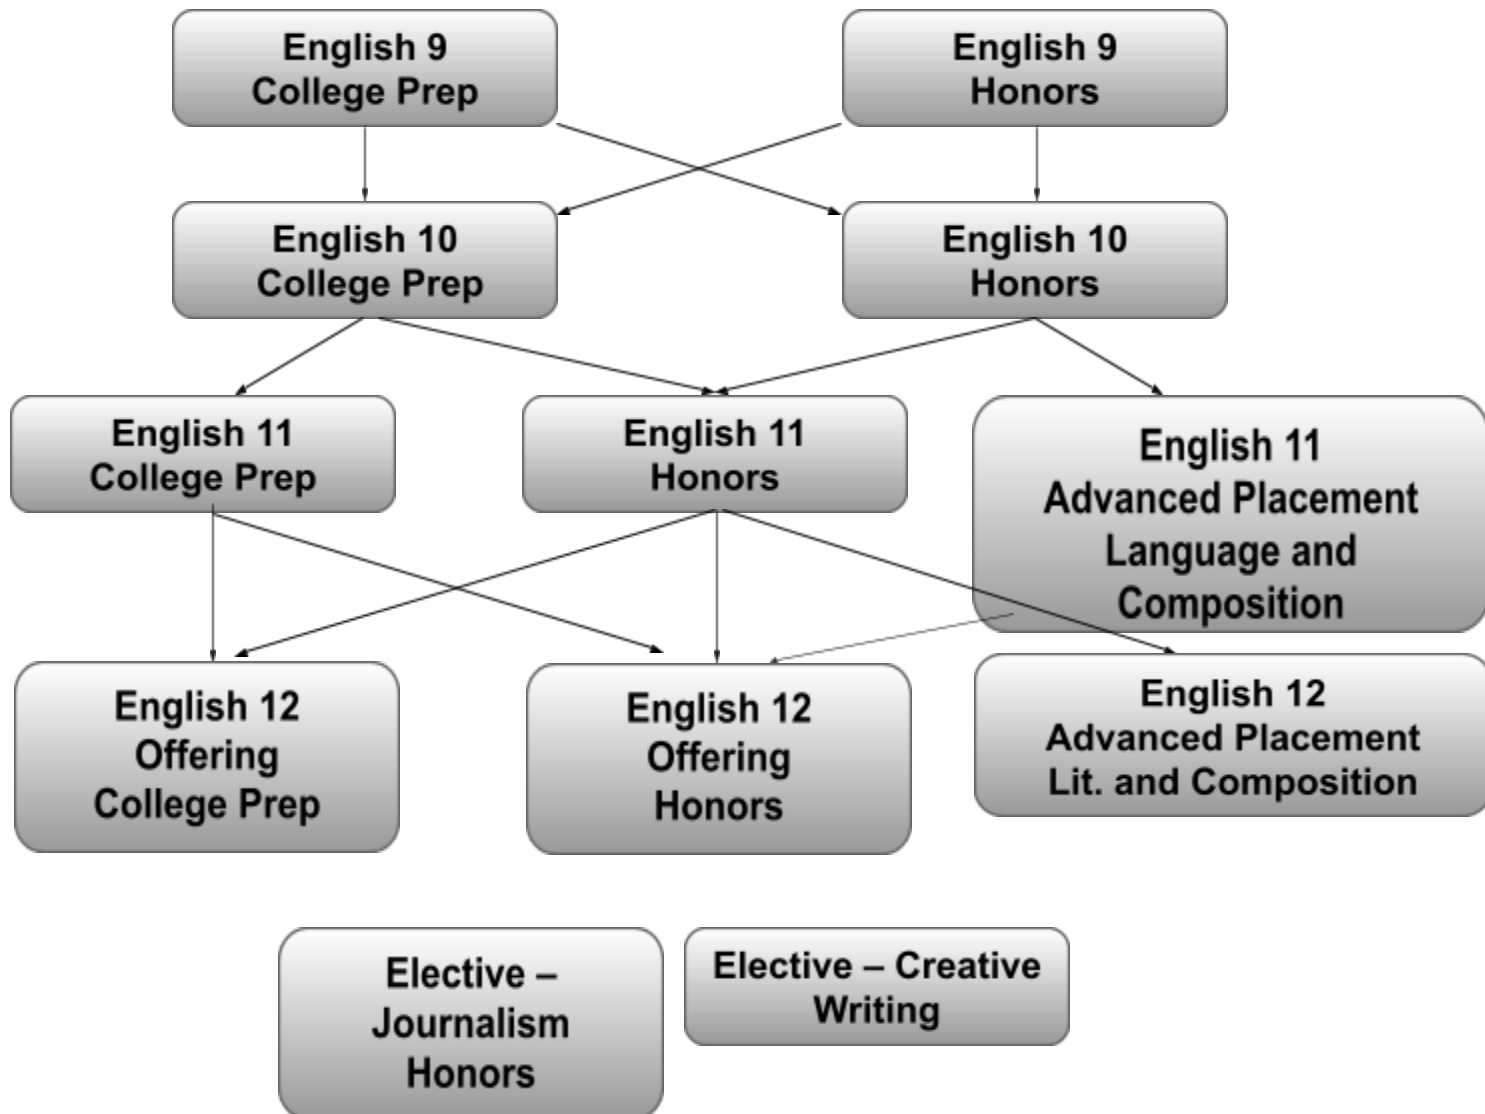 English 9
College Prep
English 9
Honors
English 10
College Prep
English 10
Honors
English 11
College Prep
English 11
Honors
English 11
Advanced Placement
Language and
Composition
English 12
Offering
College Prep
English 12
Offering
Honors
English 12
Advanced Placement
Lit. and Composition
Elective –
Journalism
Honors
Elective – Creative
Writing